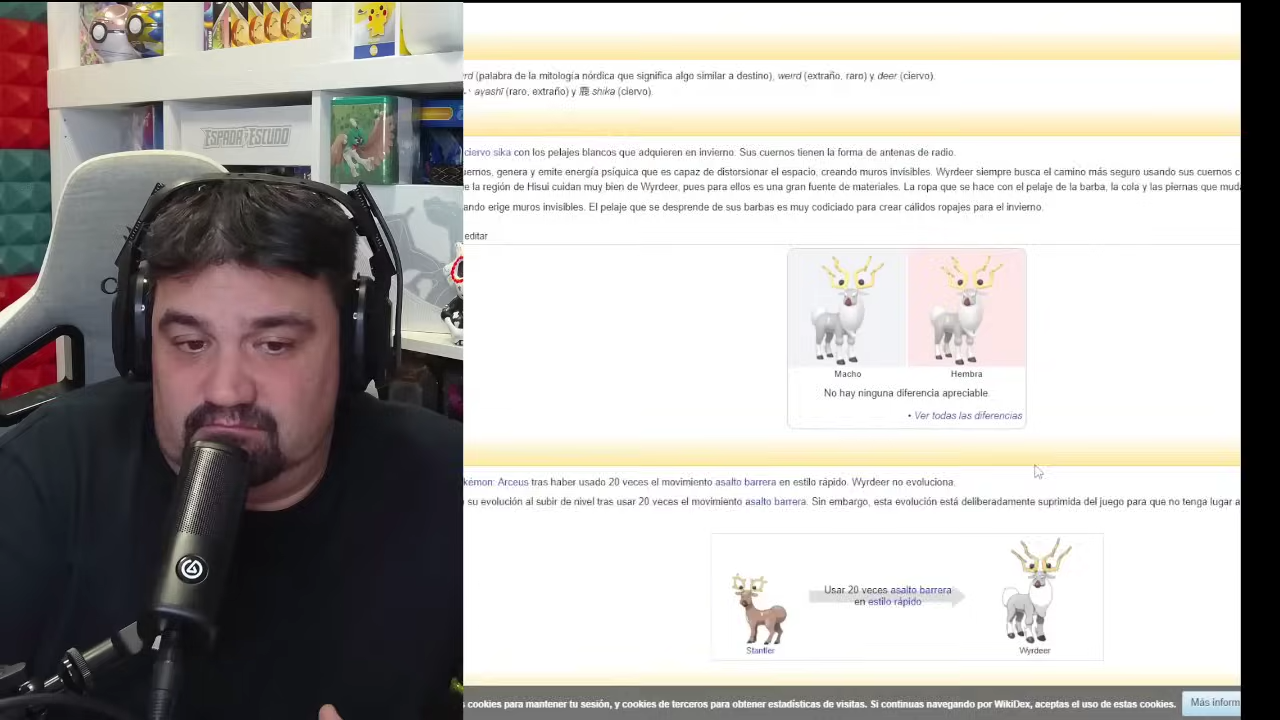 ESPADA ESCUDO
rd (palabra de la mitología nórdica que significa algo similar a destino), weird (extraño, raro) y deer (ciervo).
ayashī (raro, extraño) y 鹿 shika (ciervo).
ciervo sika con los pelajes blancos que adquieren en invierno. Sus cuernos tienen la forma de antenas de radio.
uernos, genera y emite energía psíquica que es capaz de distorsionar el espacio, creando muros invisibles. Wyrdeer siempre busca el camino más seguro usando sus cuernos c
e la región de Hisui cuidan muy bien de Wyrdeer, pues para ellos es una gran fuente de materiales. La ropa que se hace con el pelaje de la barba, la cola y las piernas que muda
ando erige muros invisibles. El pelaje que se desprende de sus barbas es muy codiciado para crear cálidos ropajes para el invierno.
editar
Macho Hembra
No hay ninguna diferencia apreciable.
• Ver todas las diferencias
kémon: Arceus tras haber usado 20 veces el movimiento asalto barrera en estilo rápido. Wyrdeer no evoluciona.
a su evolución al subir de nivel tras usar 20 veces el movimiento asalto barrera. Sin embargo, esta evolución está deliberadamente suprimida del juego para que no tenga lugar a
Usar 20 veces asalto barrera
en estilo rápido
Stantler Wyrdeer
s cookies para mantener tu sesión, y cookies de terceros para obtener estadísticas de visitas. Si continuas navegando por WikiDex, aceptas el uso de estas cookies.
Más inform